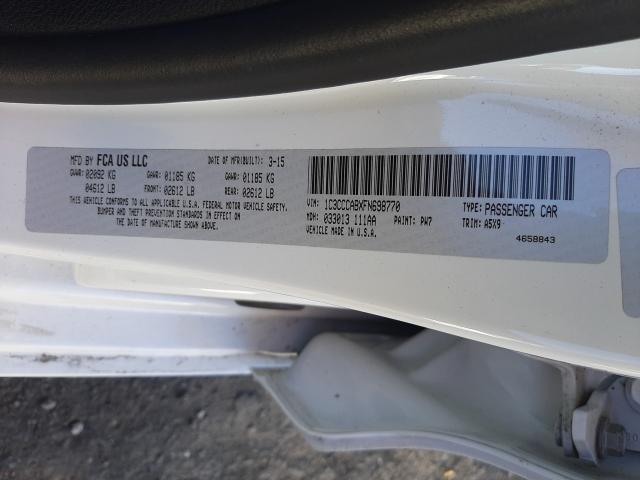 MFD BY FCA US LLC DATE OF MFR(BUILT): 3-15
GVWR: 02092 KG GAWR: 01185 KG GAWR: 01185 KG
04612 LB FRONT: 02612 LB REAR: 02612 LB
THIS VEHICLE CONFORMS TO ALL APPLICABLE U.S.A. FEDERAL MOTOR VEHICLE SAFETY,
BUMPER AND THEFT PREVENTION STANDARDS IN EFFECT ON
THE DATE OF MANUFACTURE SHOWN ABOVE.
VIN: 1C3CCCABXFN698770 TYPE: PASSENGER CAR
MDH: 033013 111AA PAINT: PW7 TRIM: A5X9
VEHICLE MADE IN U.S.A. 4658843